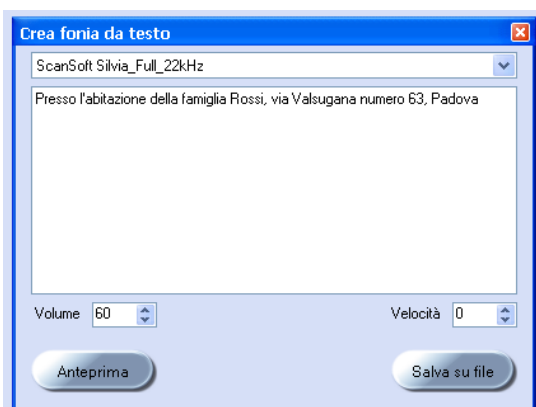 Crea fonia da testo
ScanSoft Silvia_Full_22kHz
Presso l'abitazione della famiglia Rossi, via Valsugana numero 63, Padova
Volume 60 Velocità 0
Anteprima Salva su file